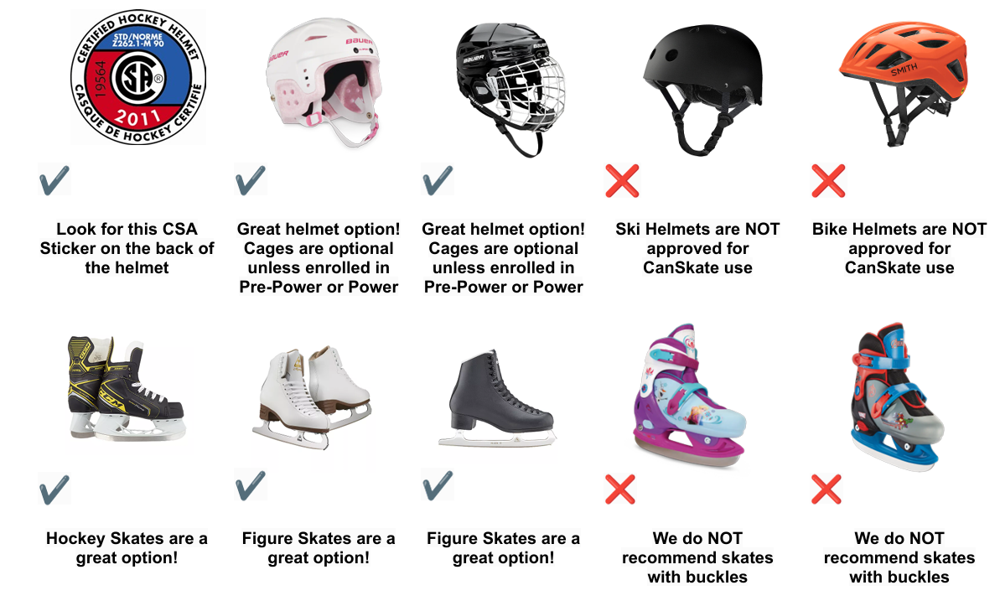 CERTIFIED HOCKEY HELMET
STD/NORME
Z262.1-M 90
19564
CSA
®
2011
CASQUE DE HOCKEY CERTIFIÉ
BAUER
BAUER
BAUER
BAUER
SMITH
Look for this CSA
Sticker on the back of
the helmet
Great helmet option!
Cages are optional
unless enrolled in
Pre-Power or Power
Great helmet option!
Cages are optional
unless enrolled in
Pre-Power or Power
Ski Helmets are NOT
approved for
CanSkate use
Bike Helmets are NOT
approved for
CanSkate use
CCM
Hockey Skates are a
great option!
Figure Skates are a
great option!
Figure Skates are a
great option!
We do NOT
recommend skates
with buckles
We do NOT
recommend skates
with buckles